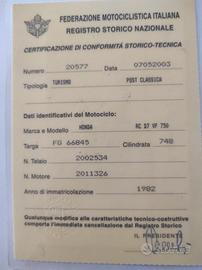 FEDERAZIONE MOTOCICLISTICA ITALIANA
REGISTRO STORICO NAZIONALE
CERTIFICAZIONE DI CONFORMITÀ STORICO-TECNICA
Numero 20577 Data 07052003
Tipologia TURISMO POST CLASSICA
Dati identificativi del Motociclo:
Marca e Modello HONDA RC 27 VF 750
Targa FG 66845 Cilindrata 748
N. Telaio 2002534
N. Motore 2011326
Anno di immatricolazione 1982
Qualunque modifica alle caratteristiche tecnico-costruttive
comporta l'immediata cancellazione dal Registro Storico
IL PRESIDENTE